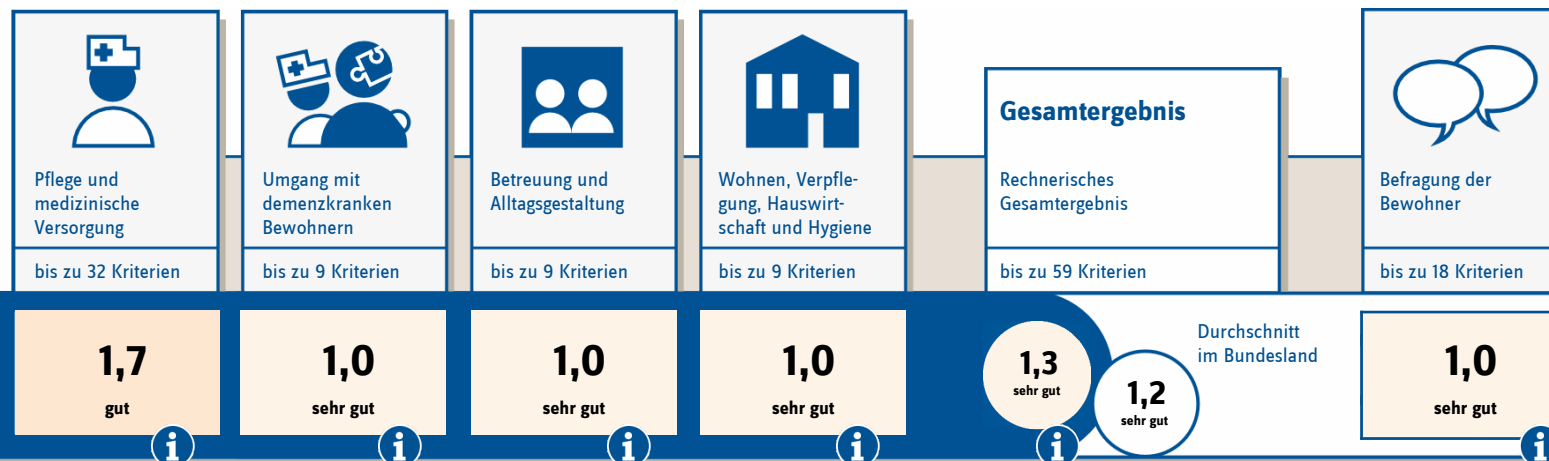 Pflege und
medizinische
Versorgung
bis zu 32 Kriterien
1,7
gut
Umgang mit
demenzkranken
Bewohnern
bis zu 9 Kriterien
1,0
sehr gut
Betreuung und
Alltagsgestaltung
bis zu 9 Kriterien
1,0
sehr gut
Wohnen, Verpfle-
gung, Hauswirt-
schaft und Hygiene
bis zu 9 Kriterien
1,0
sehr gut
Gesamtergebnis
Rechnerisches
Gesamtergebnis
bis zu 59 Kriterien
1,3
sehr gut
1,2
sehr gut
Durchschnitt
im Bundesland
Befragung der
Bewohner
bis zu 18 Kriterien
1,0
sehr gut